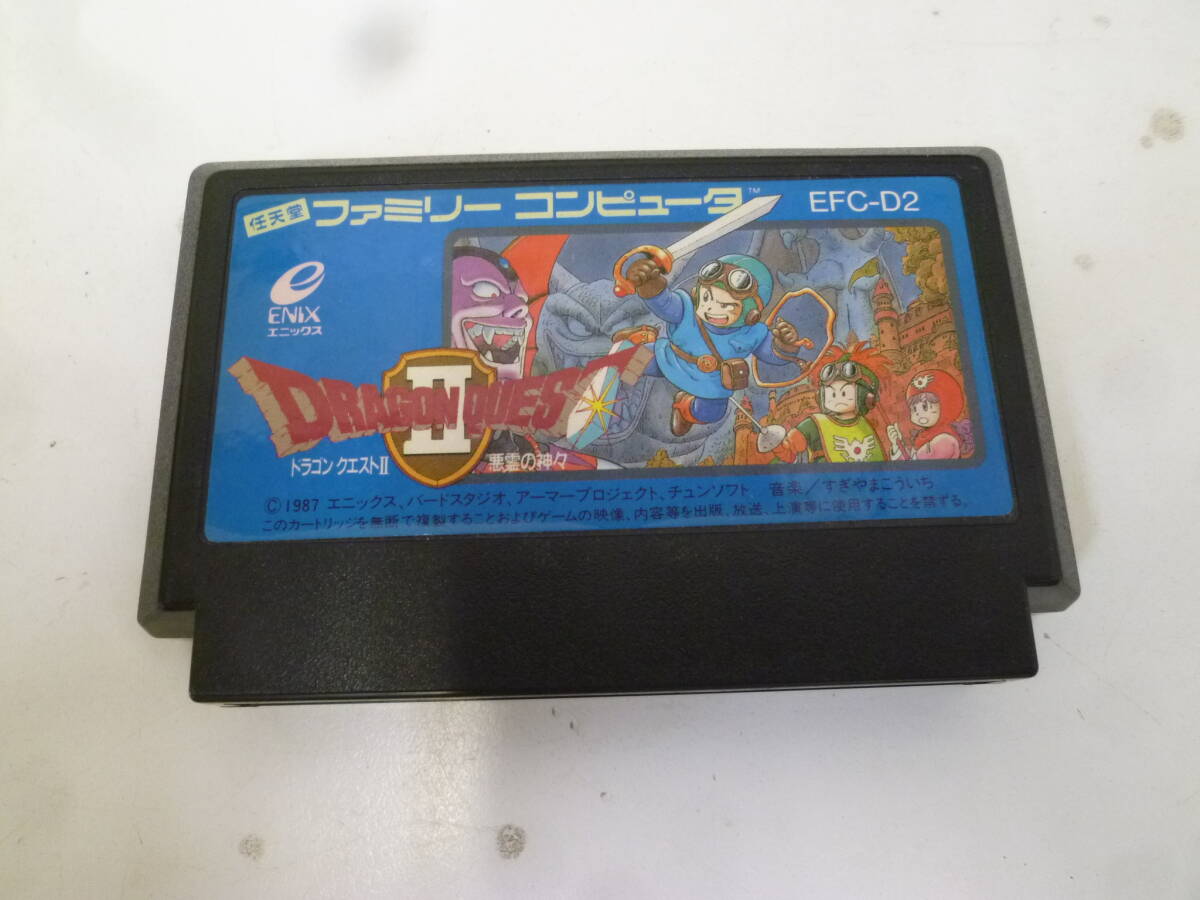 任天堂 ファミリー コンピュータ™ EFC-D2
ENIX
エニックス
DRAGON QUEST
II
ドラゴン クエストII 悪霊の神々
©1987 エニックス、バードスタジオ、アーマープロジェクト、チュンソフト 音楽/すぎやまこういち
このカートリッジを無断で複製することおよびゲームの映像、内容等を出版、放送、上演等に使用することを禁ずる。